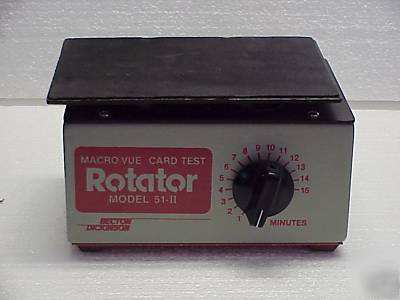 MACRO-VUE CARD TEST
Rotator
MODEL 51-II
BECTON
DICKINSON
1 2 3 4 5 6 7 8 9 10 11 12 13 14 15
MINUTES